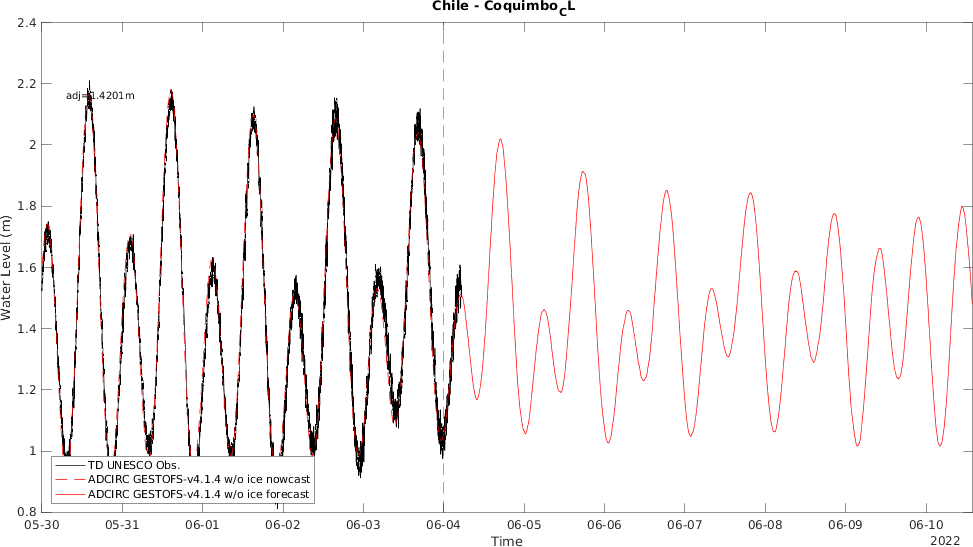 Chile - Coquimbo_CL
2.4
2.2
2
1.8
1.6
1.4
1.2
1
0.8
Water Level (m)
adj=1.4201m
TD UNESCO Obs.
ADCIRC GESTOFS-v4.1.4 w/o ice nowcast
ADCIRC GESTOFS-v4.1.4 w/o ice forecast
05-30 05-31 06-01 06-02 06-03 06-04 06-05 06-06 06-07 06-08 06-09 06-10
Time
2022